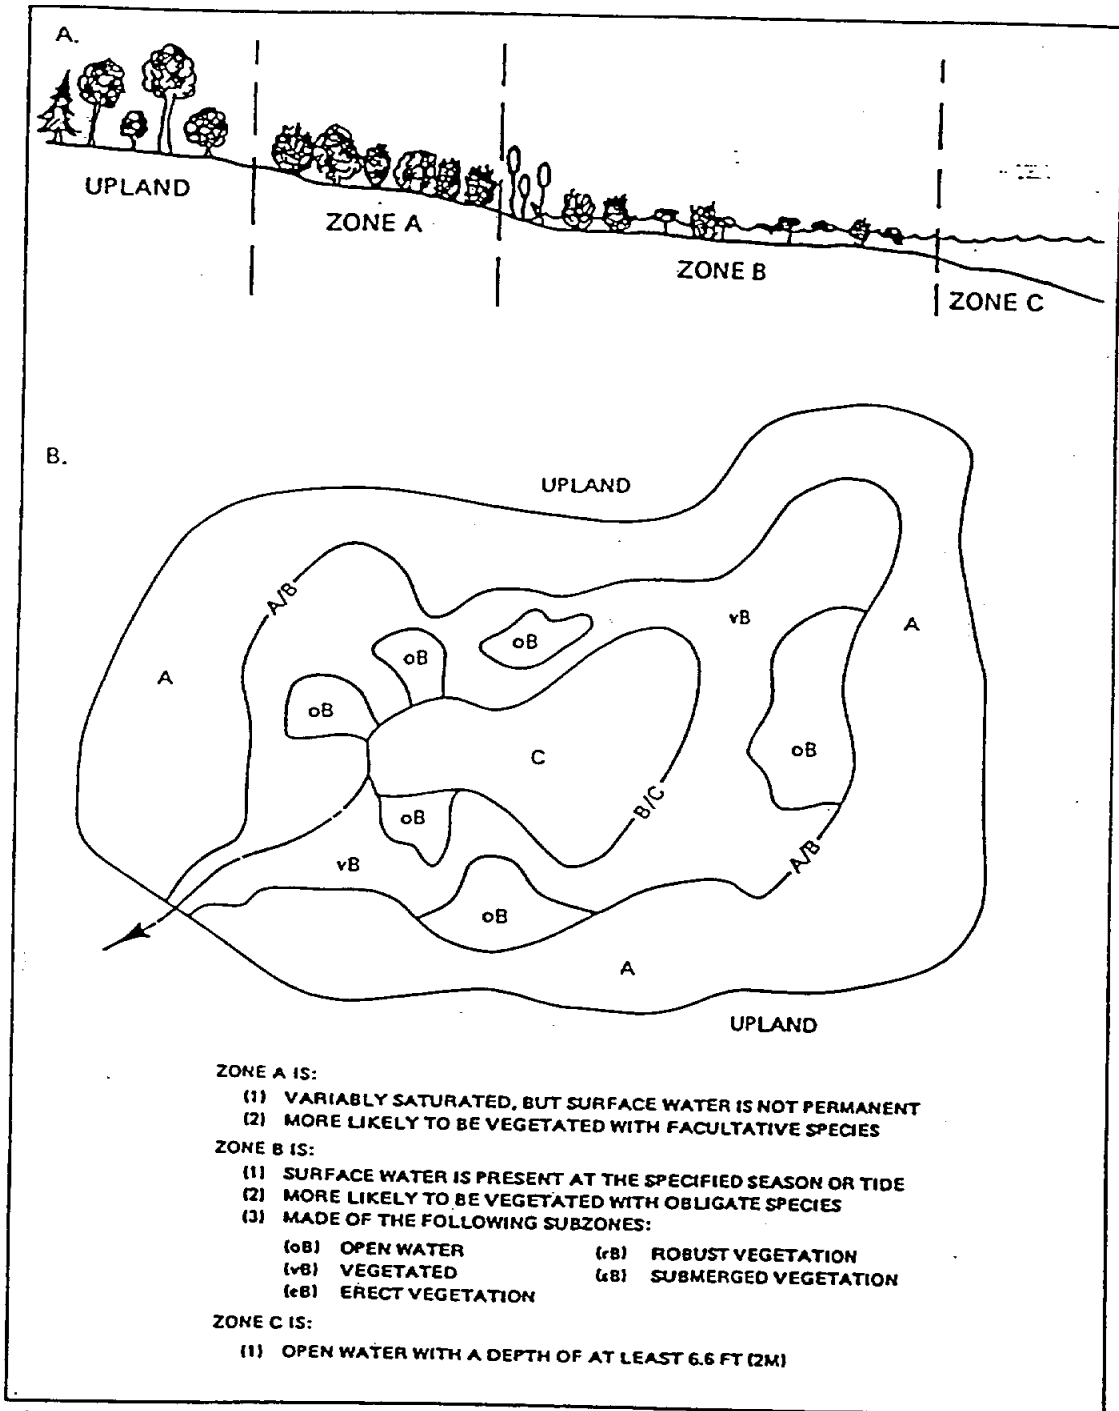 A.
UPLAND
ZONE A
ZONE B
ZONE C
B.
UPLAND
A/B
vB
A
oB
oB
A
oB
oB
C
B/C
oB
A/B
vB
oB
A
UPLAND
ZONE A IS:
(1) VARIABLY SATURATED, BUT SURFACE WATER IS NOT PERMANENT
(2) MORE LIKELY TO BE VEGETATED WITH FACULTATIVE SPECIES
ZONE B IS:
(1) SURFACE WATER IS PRESENT AT THE SPECIFIED SEASON OR TIDE
(2) MORE LIKELY TO BE VEGETATED WITH OBLIGATE SPECIES
(3) MADE OF THE FOLLOWING SUBZONES:
(oB) OPEN WATER (rB) ROBUST VEGETATION
(vB) VEGETATED (sB) SUBMERGED VEGETATION
(eB) ERECT VEGETATION
ZONE C IS:
(1) OPEN WATER WITH A DEPTH OF AT LEAST 6.6 FT (2M)